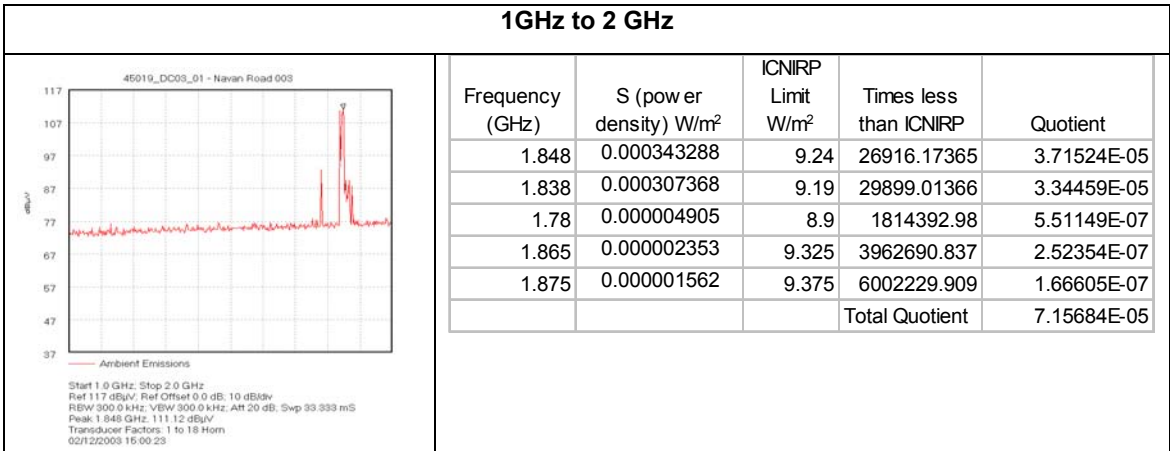 1GHz to 2 GHz
45019_DC03_01 - Navan Road 003
117
107
97
87
77
67
57
47
37
dBµV
Ambient Emissions
Start 1.0 GHz; Stop 2.0 GHz
Ref 117 dBµV; Ref Offset 0.0 dB; 10 dB/div
RBW 300.0 kHz; VBW 300.0 kHz; Att 20 dB; Swp 33.333 mS
Peak 1.848 GHz, 111.12 dBµV
Transducer Factors: 1 to 18 Horn
02/12/2003 15:00:23
Frequency (GHz) S (power density) W/m² ICNIRP Limit W/m² Times less than ICNIRP Quotient
1.848 0.000343288 9.24 26916.17365 3.71524E-05
1.838 0.000307368 9.19 29899.01366 3.34459E-05
1.78 0.000004905 8.9 1814392.98 5.51149E-07
1.865 0.000002353 9.325 3962690.837 2.52354E-07
1.875 0.000001562 9.375 6002229.909 1.66605E-07
Total Quotient 7.15684E-05